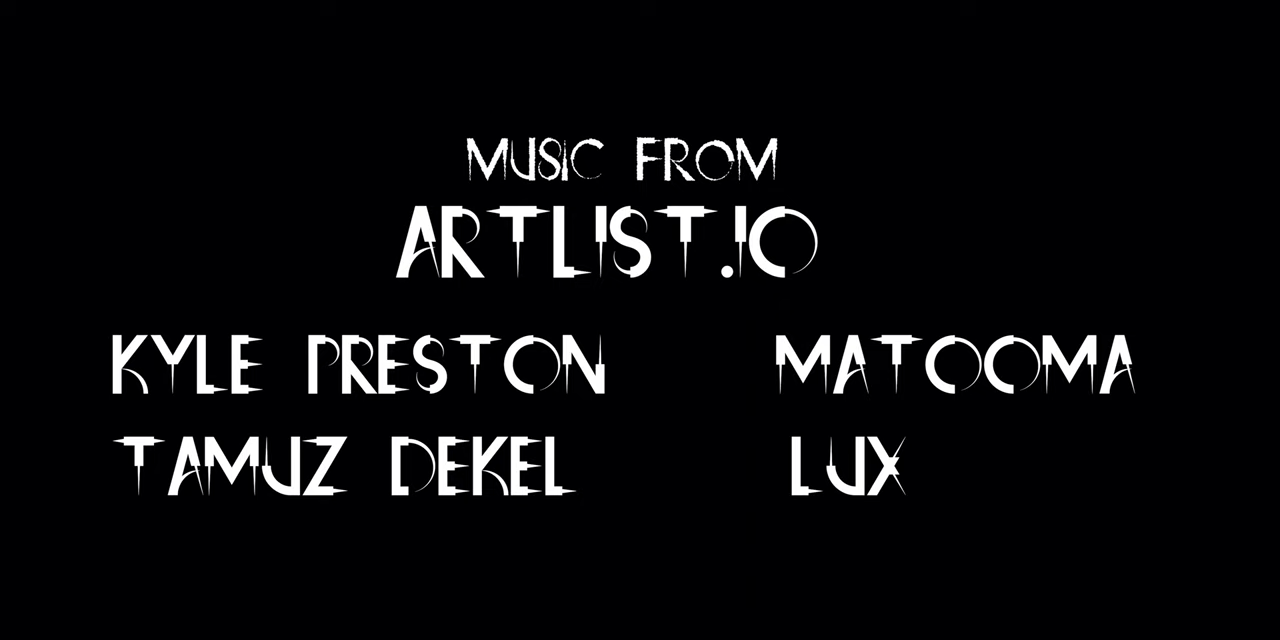 MUSIC FROM
ARTLIST.IO
KYLE PRESTON
MATOOMA
TAMUZ DEKEL
LUX